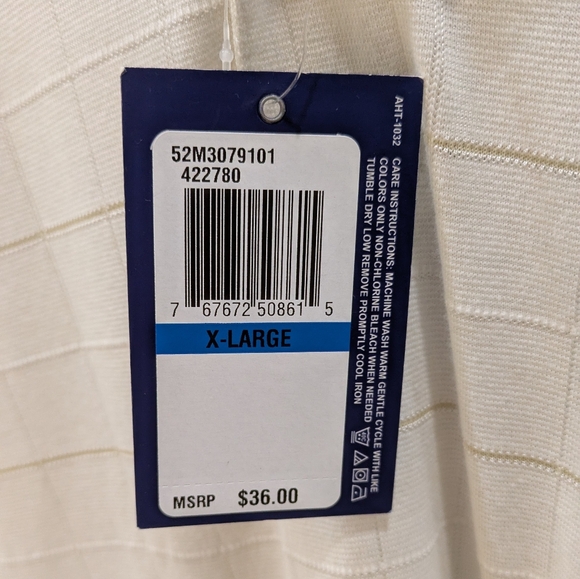 52M3079101
422780
7 67672 50861 5
X-LARGE
MSRP $36.00
AHT-1032
CARE INSTRUCTIONS: MACHINE WASH WARM GENTLE CYCLE WITH LIKE
COLORS ONLY NON-CHLORINE BLEACH WHEN NEEDED
TUMBLE DRY LOW REMOVE PROMPTLY COOL IRON